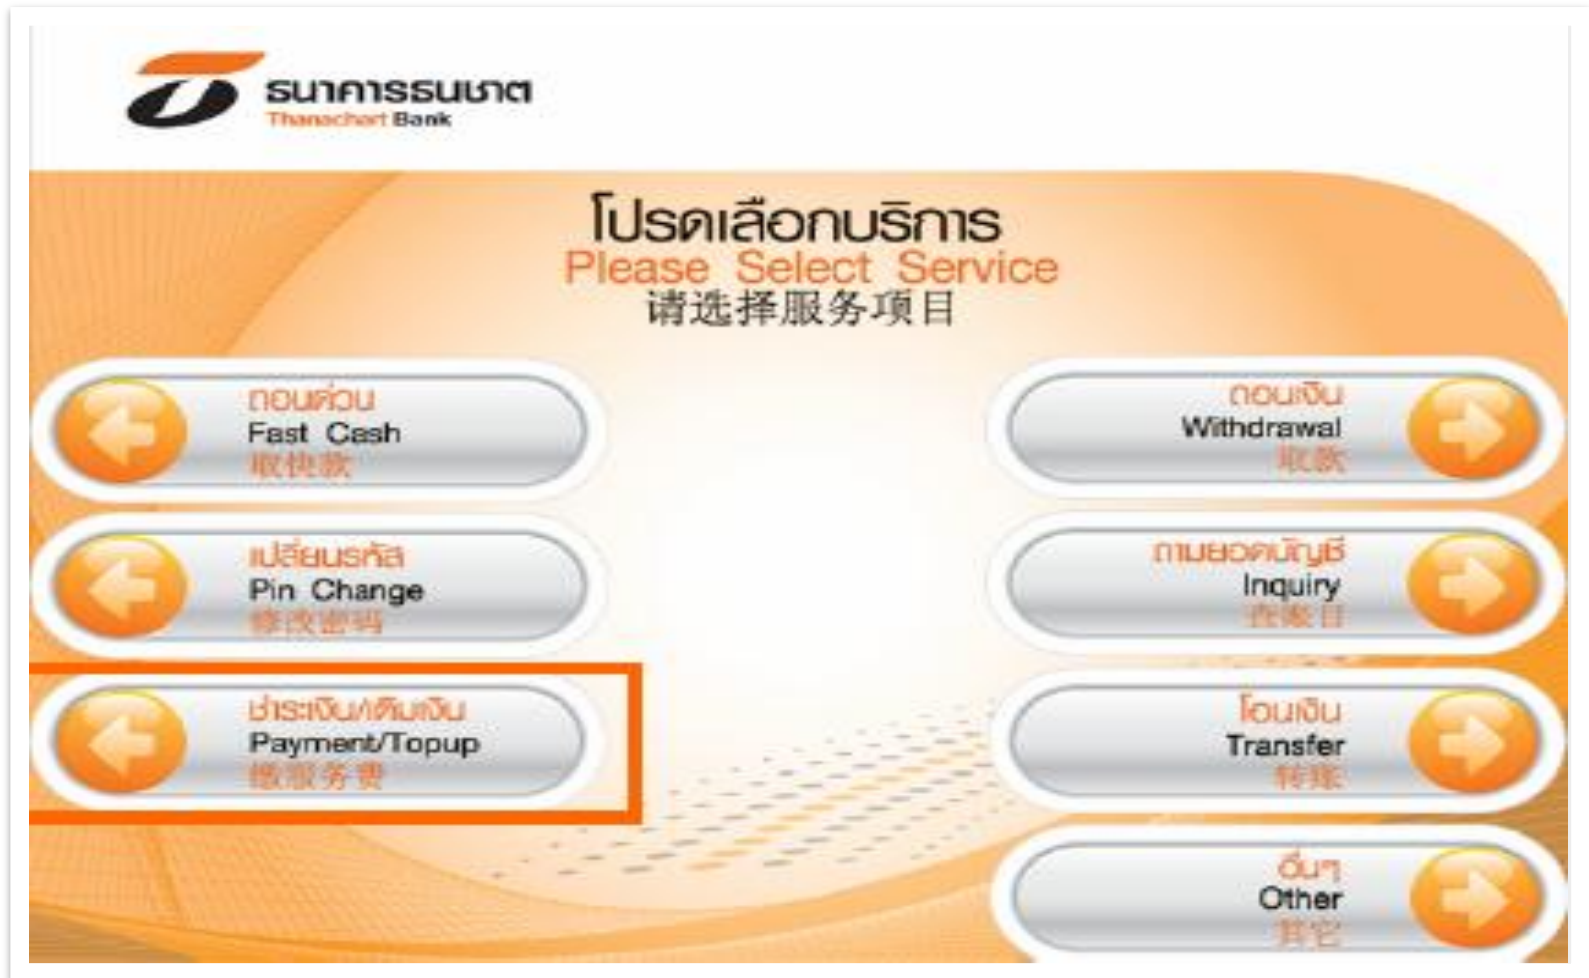 ธนาคารธนชาต
Thanachart Bank
โปรดเลือกบริการ
Please Select Service
请选择服务项目
ถอนด่วน
Fast Cash
取快款
ถอนเงิน
Withdrawal
取款
เปลี่ยนรหัส
Pin Change
修改密码
ถามยอดบัญชี
Inquiry
查账目
ชำระเงิน/เติมเงิน
Payment/Topup
缴服务费
โอนเงิน
Transfer
转账
อื่นๆ
Other
其它